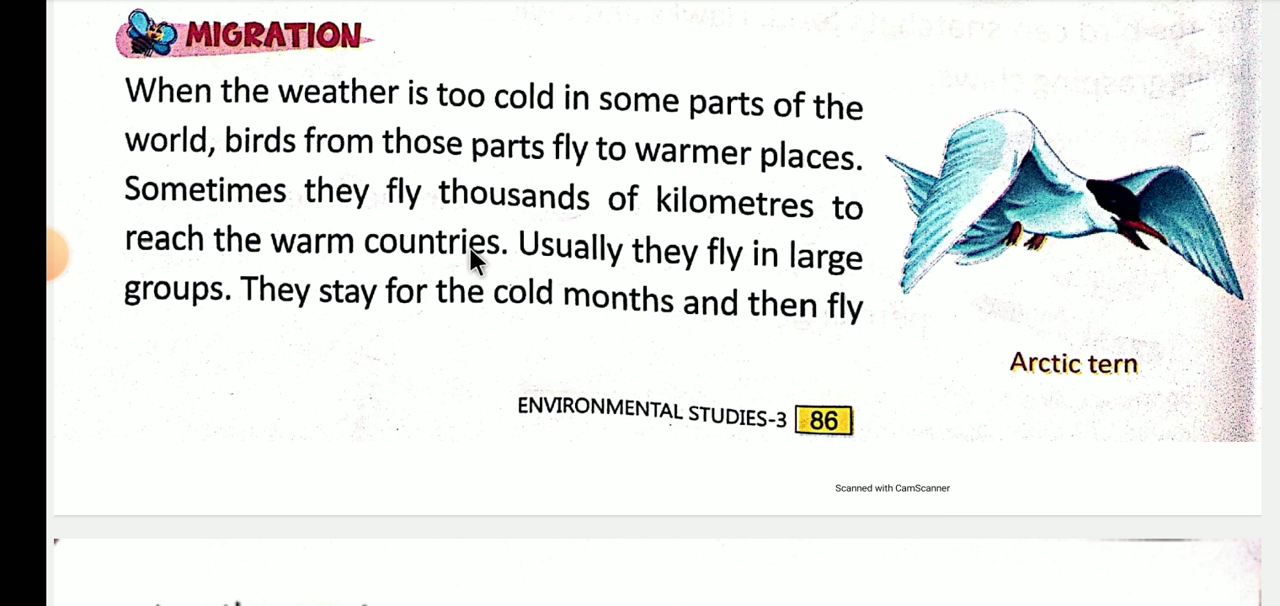 MIGRATION
When the weather is too cold in some parts of the
world, birds from those parts fly to warmer places.
Sometimes they fly thousands of kilometres to
reach the warm countries. Usually they fly in large
groups. They stay for the cold months and then fly
Arctic tern
ENVIRONMENTAL STUDIES-3 86
Scanned with CamScanner